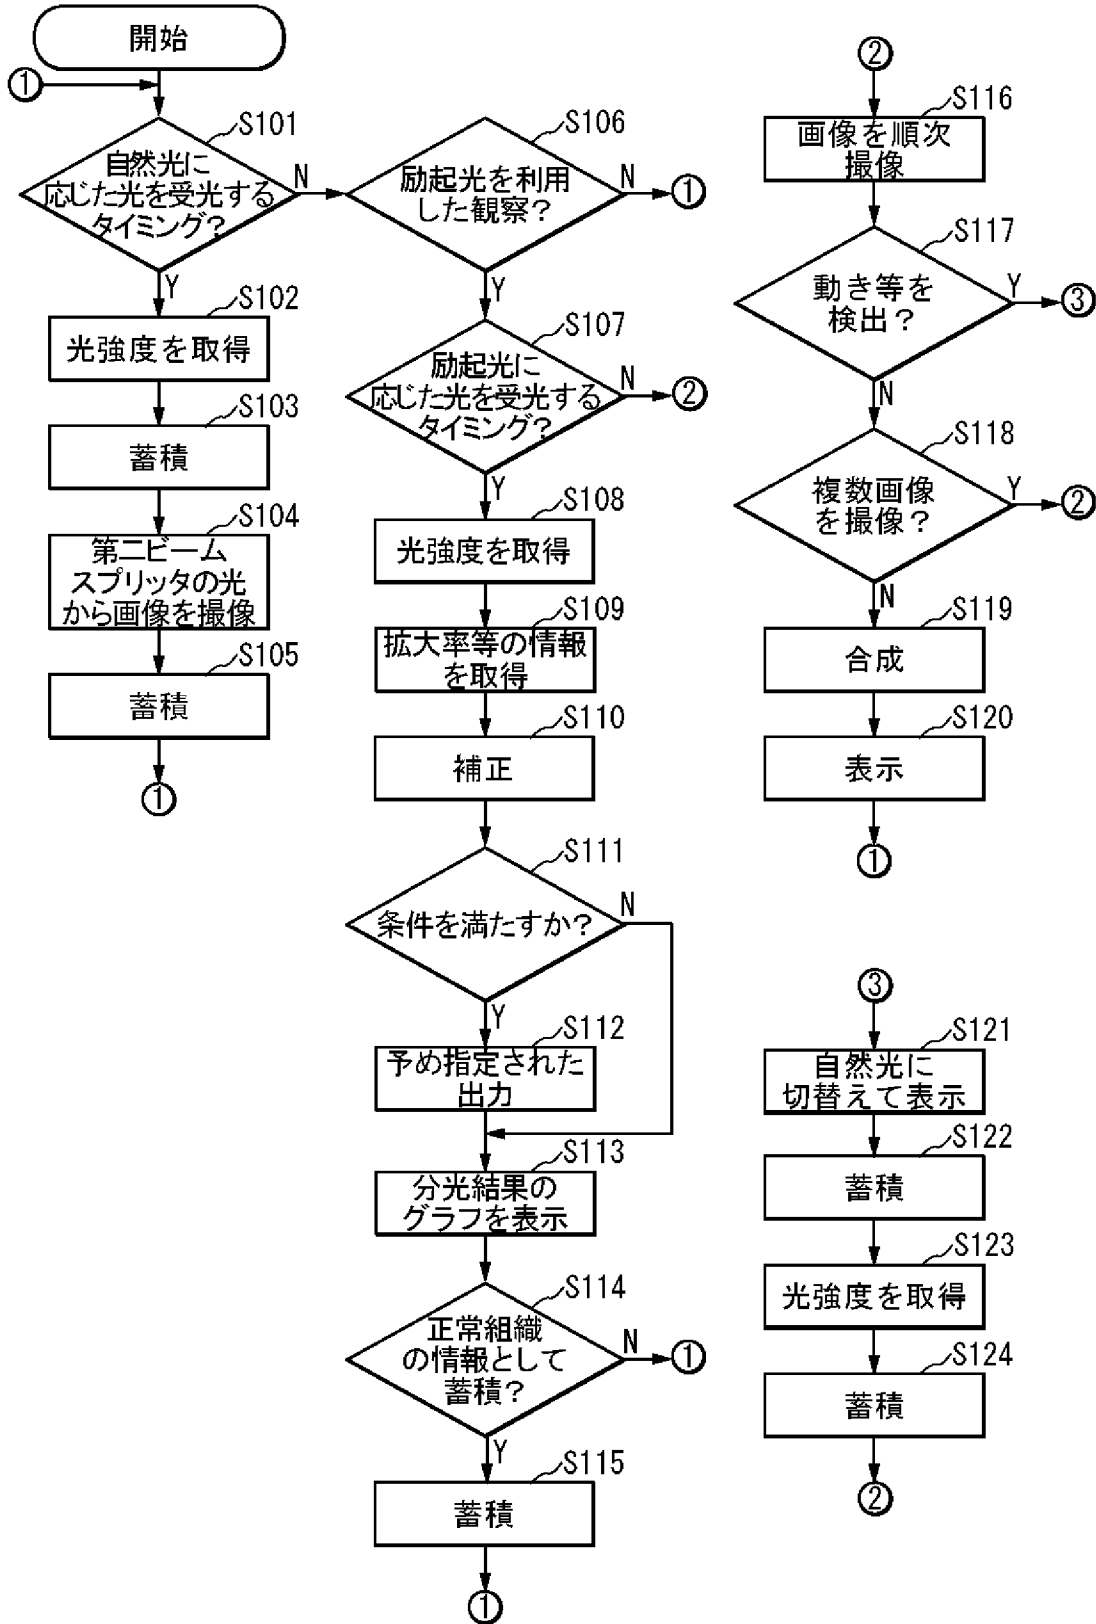 開始
①
S101
自然光に
応じた光を受光する
タイミング？
N
Y
S102
光強度を取得
S103
蓄積
S104
第二ビーム
スプリッタの光
から画像を撮像
S105
蓄積
①
S106
励起光を利用
した観察？
N
①
Y
S107
励起光に
応じた光を受光する
タイミング？
N
②
Y
S108
光強度を取得
S109
拡大率等の情報
を取得
S110
補正
S111
条件を満たすか？
N
Y
S112
予め指定された
出力
S113
分光結果の
グラフを表示
S114
正常組織
の情報として
蓄積？
N
①
Y
S115
蓄積
①
②
S116
画像を順次
撮像
S117
動き等を
検出？
Y
③
N
S118
複数画像
を撮像？
Y
②
N
S119
合成
S120
表示
①
③
S121
自然光に
切替えて表示
S122
蓄積
S123
光強度を取得
S124
蓄積
②